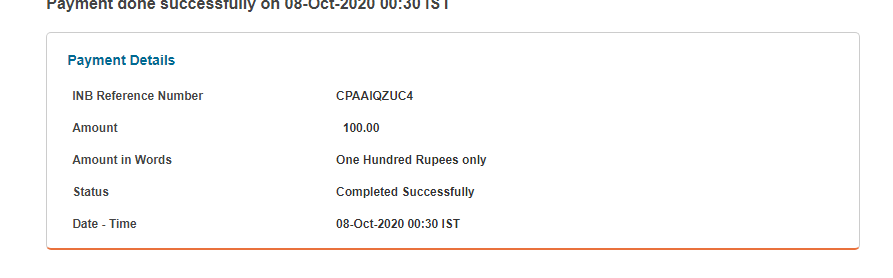 Payment done successfully on 08-Oct-2020 00:30 IST
Payment Details
INB Reference Number CPAAIQZUC4
Amount 100.00
Amount in Words One Hundred Rupees only
Status Completed Successfully
Date - Time 08-Oct-2020 00:30 IST